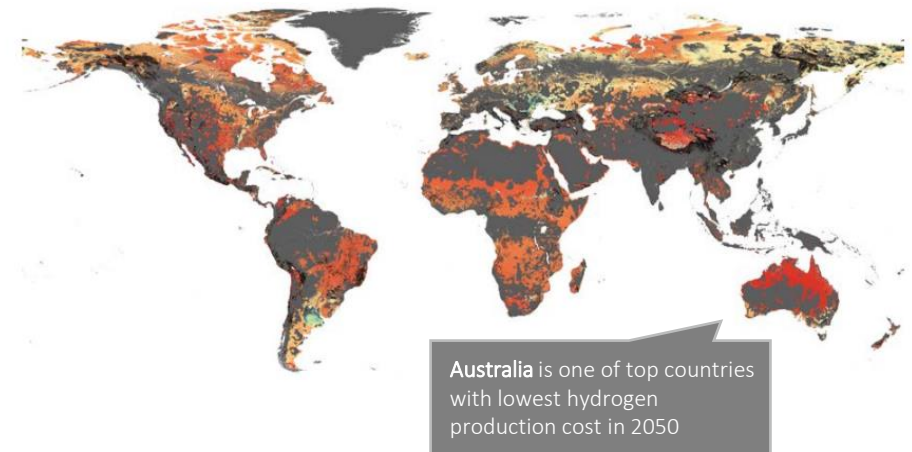 Australia is one of top countries
with lowest hydrogen
production cost in 2050